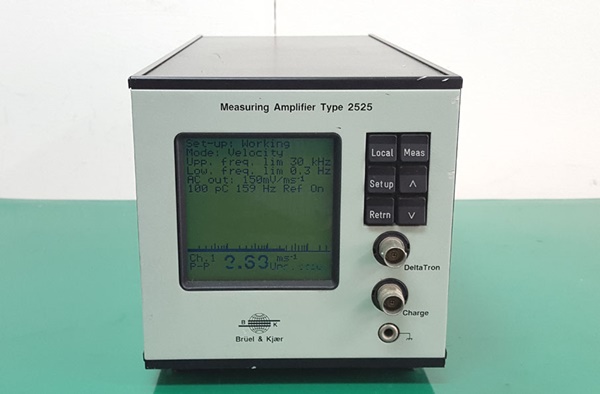 Measuring Amplifier Type 2525
Set-up: Working
Mode: Velocity
Upp. freq. lim 30 kHz
Low. freq. lim 0.3 Hz
AC out: 150mV/ms⁻¹
100 pC 159 Hz Ref On
Ch.1
P-P
ms⁻¹
Local Meas
Setup ∧
Retrn ∨
DeltaTron
Charge
B K
Brüel & Kjær